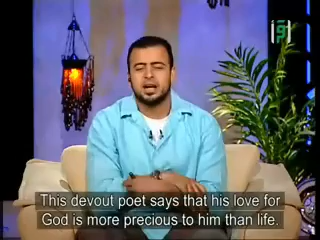 This devout poet says that his love for
God is more precious to him than life.